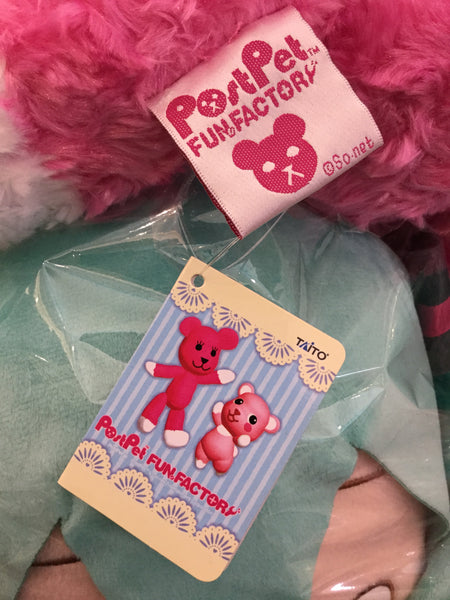 PostPet™
FUN FACTORY
©So-net
TAITO®
PostPet FUN FACTORY